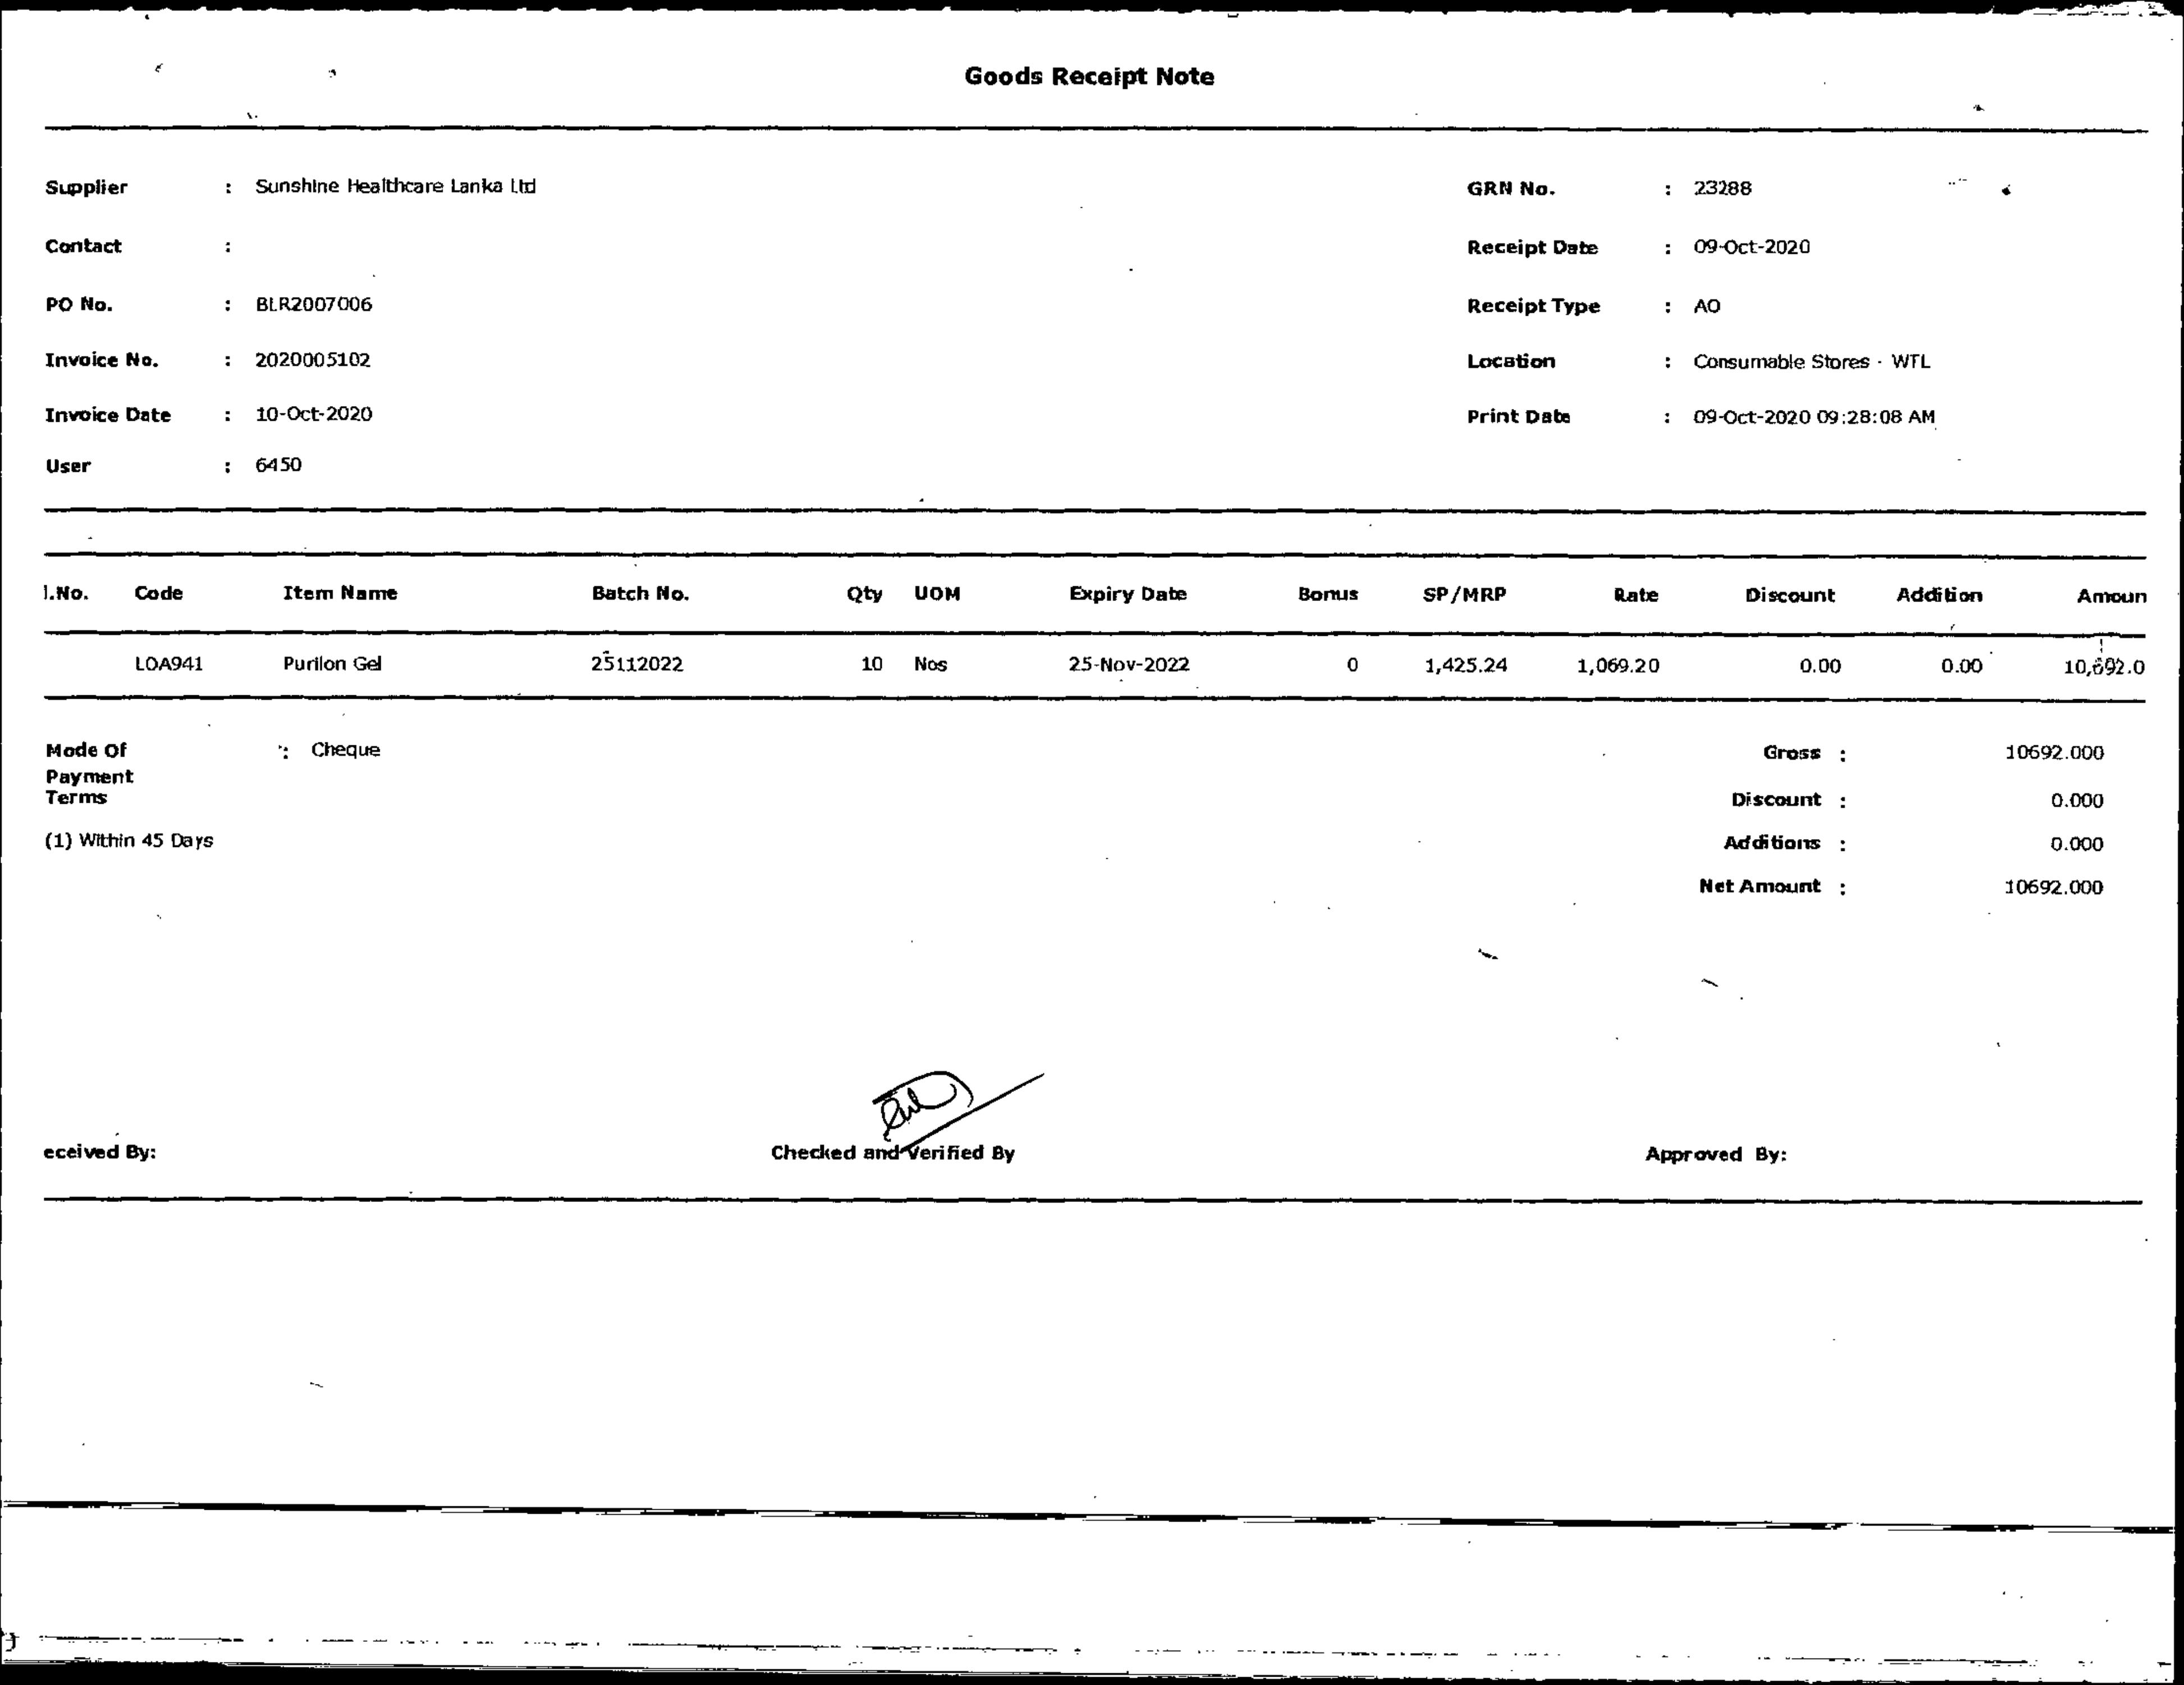 Goods Receipt Note
Supplier : Sunshine Healthcare Lanka Ltd GRN No. : 23288
Contact : Receipt Date : 09-Oct-2020
PO No. : BLR2007006 Receipt Type : AO
Invoice No. : 2020005102 Location : Consumable Stores - WTL
Invoice Date : 10-Oct-2020 Print Date : 09-Oct-2020 09:28:08 AM
User : 6450
l.No. Code Item Name Batch No. Qty UOM Expiry Date Bonus SP/MRP Rate Discount Addition Amoun
LOA941 Purilon Gel 25112022 10 Nos 25-Nov-2022 0 1,425.24 1,069.20 0.00 0.00 10,692.0
Mode Of : Cheque Gross : 10692.000
Payment
Terms Discount : 0.000
(1) Within 45 Days Additions : 0.000
Net Amount : 10692.000
eceived By: Checked and Verified By Approved By: